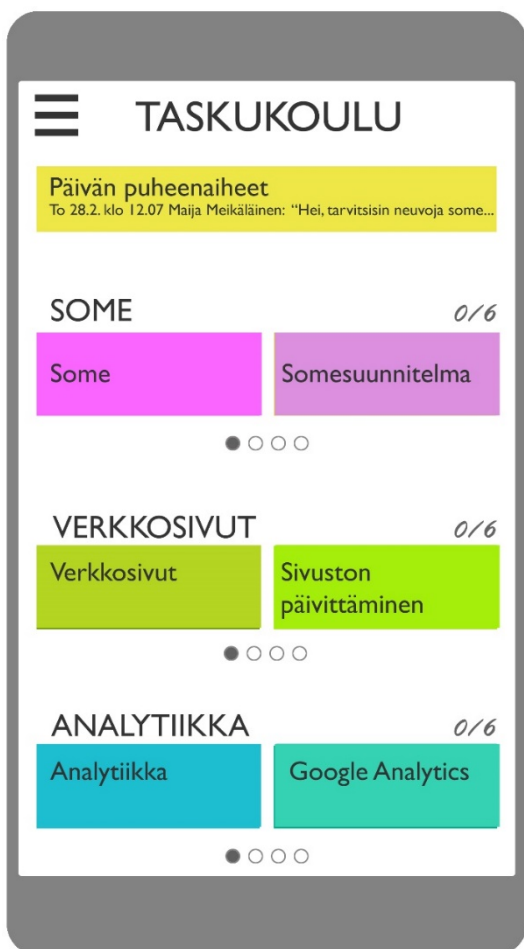 TASKUKOULU
Päivän puheenaiheet
To 28.2. klo 12.07 Maija Meikäläinen: “Hei, tarvitsisin neuvoja some...
SOME 0/6
Some Somesuunnitelma
VERKKOSIVUT 0/6
Verkkosivut Sivuston
päivittäminen
ANALYTIIKKA 0/6
Analytiikka Google Analytics